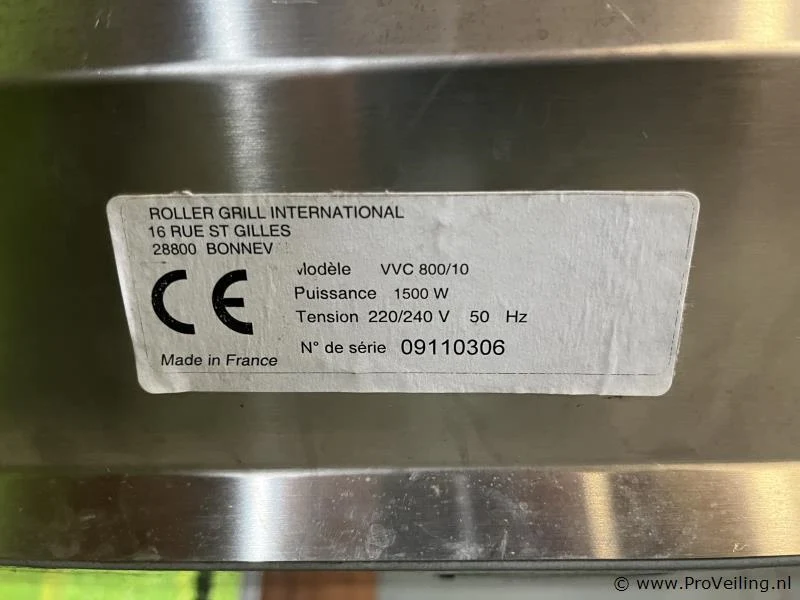 ROLLER GRILL INTERNATIONAL
16 RUE ST GILLES
28800 BONNEV
Modèle VVC 800/10
Puissance 1500 W
CE
Tension 220/240 V 50 Hz
N° de série 09110306
Made in France
© www.ProVeiling.nl